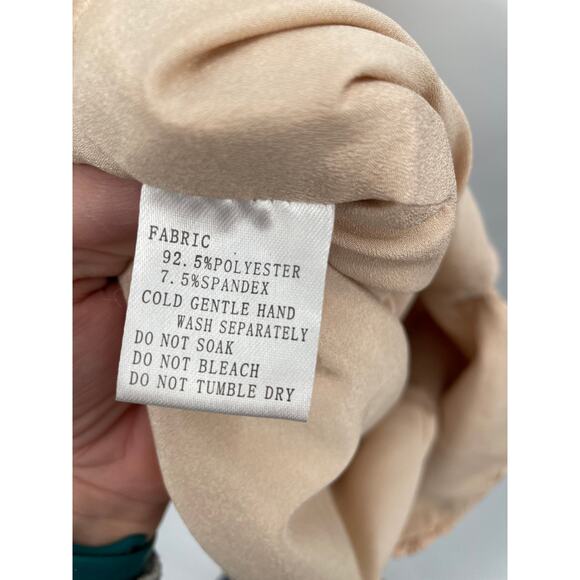 FABRIC
92.5%POLYESTER
7.5%SPANDEX
COLD GENTLE HAND
WASH SEPARATELY
DO NOT SOAK
DO NOT BLEACH
DO NOT TUMBLE DRY